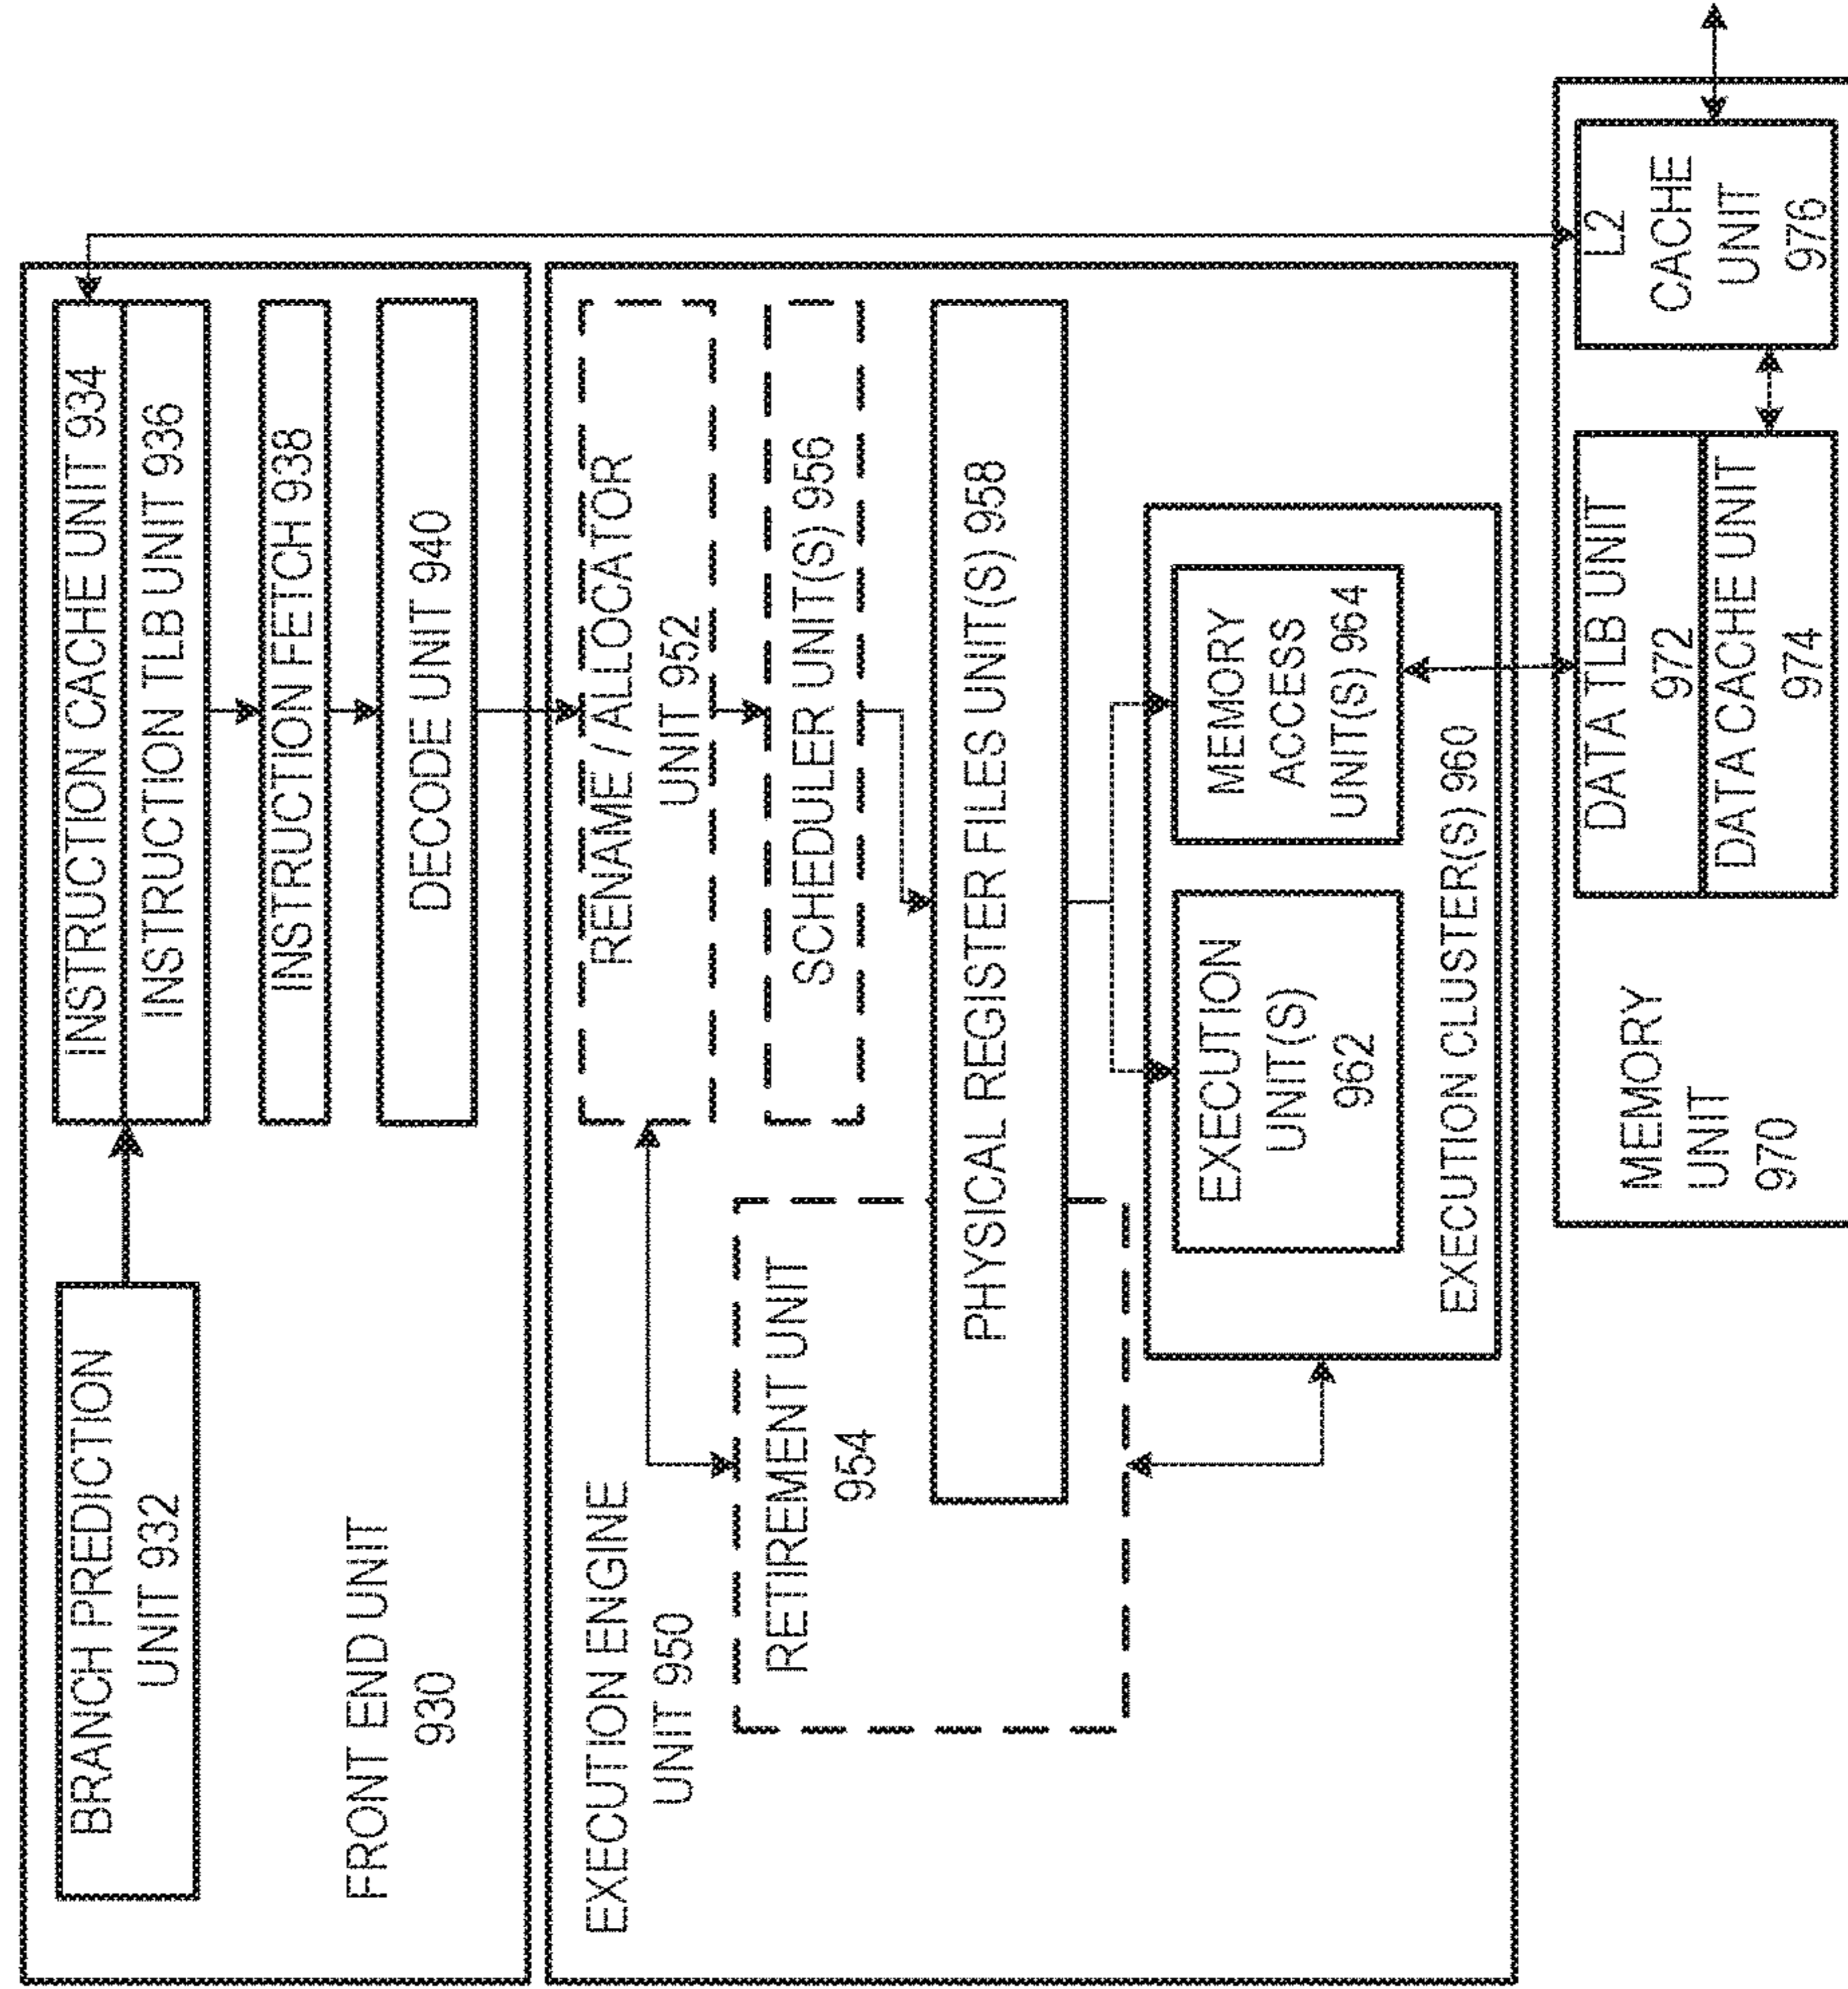 BRANCH PREDICTION
UNIT 932
INSTRUCTION CACHE UNIT 934
INSTRUCTION TLB UNIT 936
INSTRUCTION FETCH 938
FRONT END UNIT
930
DECODE UNIT 940
EXECUTION ENGINE
UNIT 950
RENAME / ALLOCATOR
UNIT 952
RETIREMENT UNIT
954
SCHEDULER UNIT(S) 956
PHYSICAL REGISTER FILES UNIT(S) 958
EXECUTION
UNIT(S)
962
MEMORY
ACCESS
UNIT(S) 964
EXECUTION CLUSTER(S) 960
MEMORY
UNIT
970
DATA TLB UNIT
972
DATA CACHE UNIT
974
L2
CACHE
UNIT
976